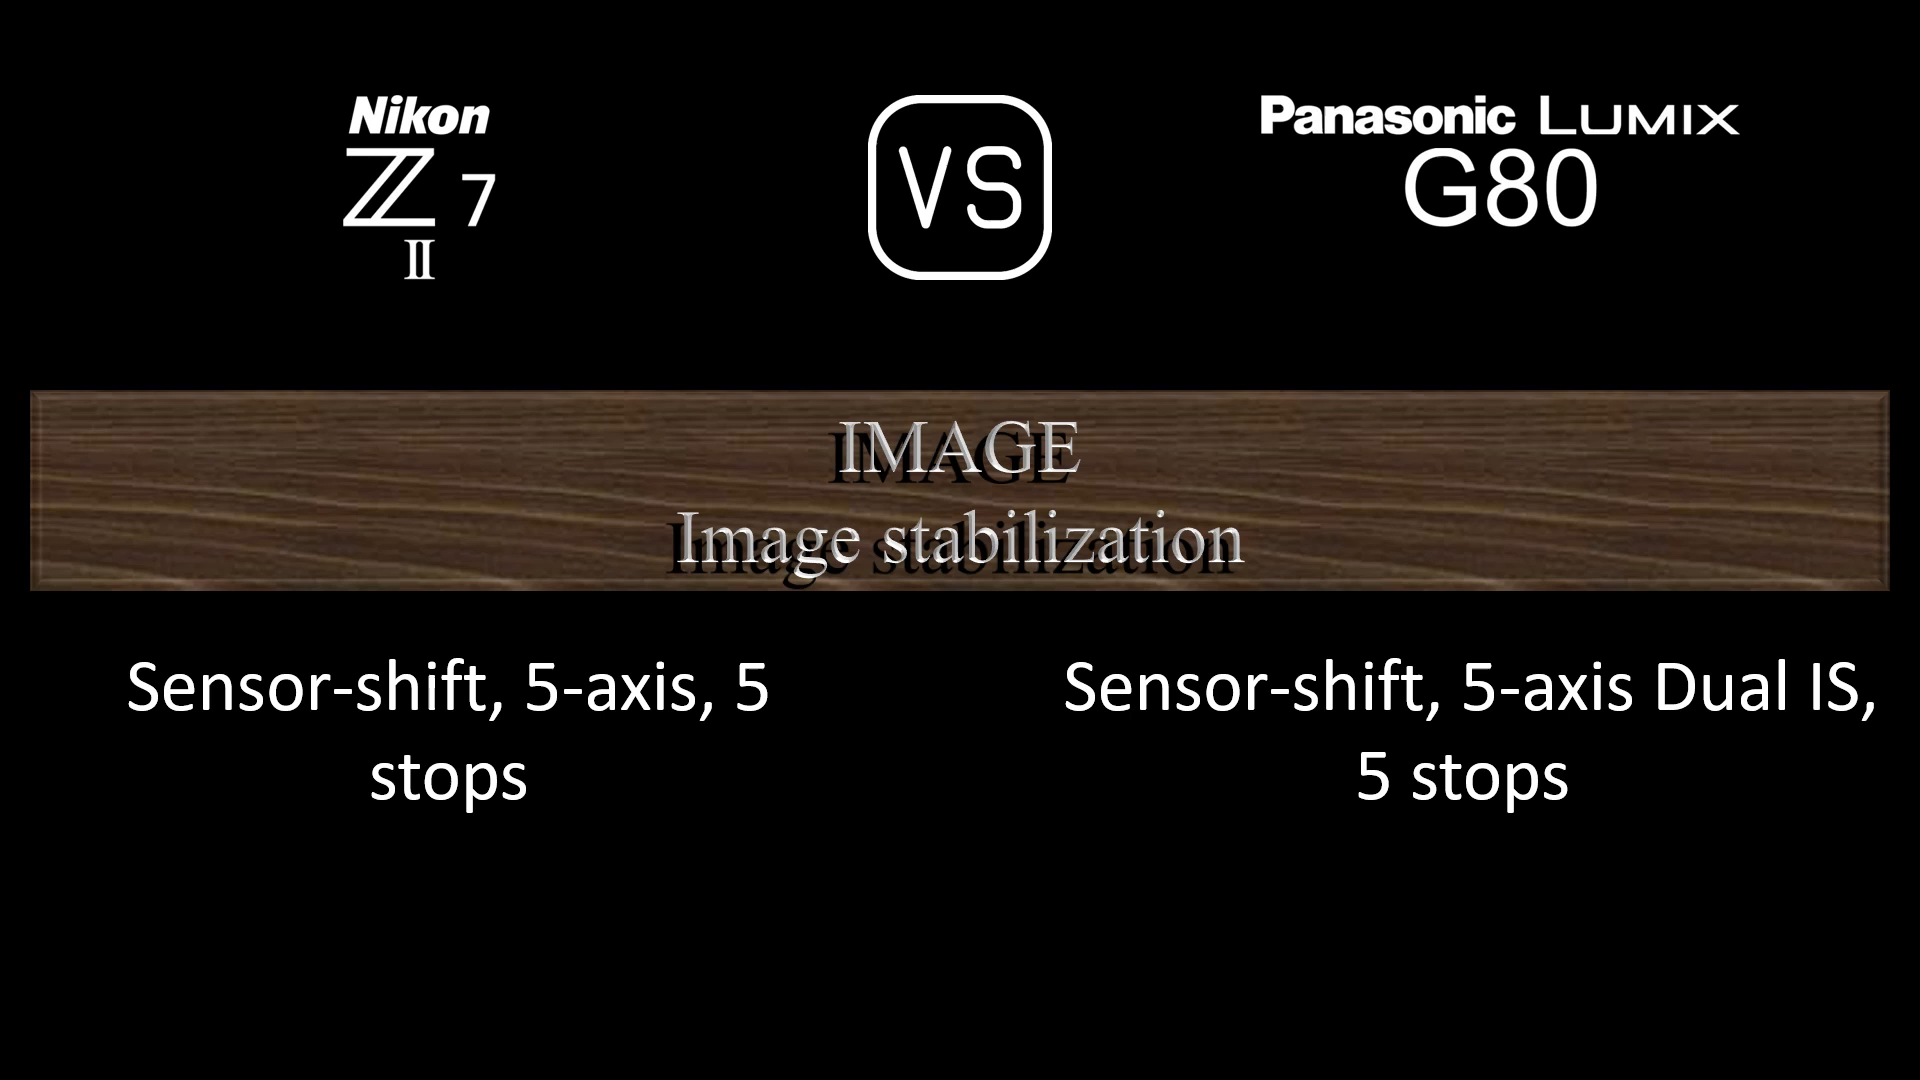 Nikon
Z 7
II
VS
Panasonic LUMIX
G80
IMAGE
Image stabilization
Sensor-shift, 5-axis, 5
stops
Sensor-shift, 5-axis Dual IS,
5 stops